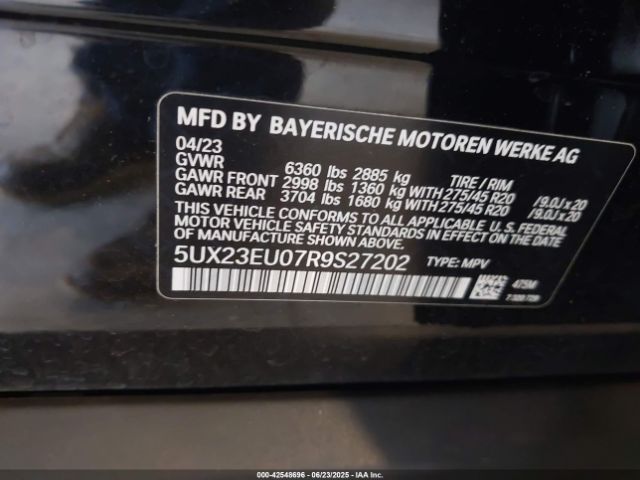 MFD BY BAYERISCHE MOTOREN WERKE AG
04/23
GVWR 6360 lbs 2885 kg TIRE / RIM
GAWR FRONT 2998 lbs 1360 kg WITH 275/45 R20 /9.0J x 20
GAWR REAR 3704 lbs 1680 kg WITH 275/45 R20 /9.0J x 20
THIS VEHICLE CONFORMS TO ALL APPLICABLE U. S. FEDERAL
MOTOR VEHICLE SAFETY
IN EFFECT ON THE DATE OF MANUFACTURE SHOWN ABOVE.
5UX23EU07R9S27202 TYPE: MPV
475M
000-42548696 - 06/23/2025 - IAAI.com